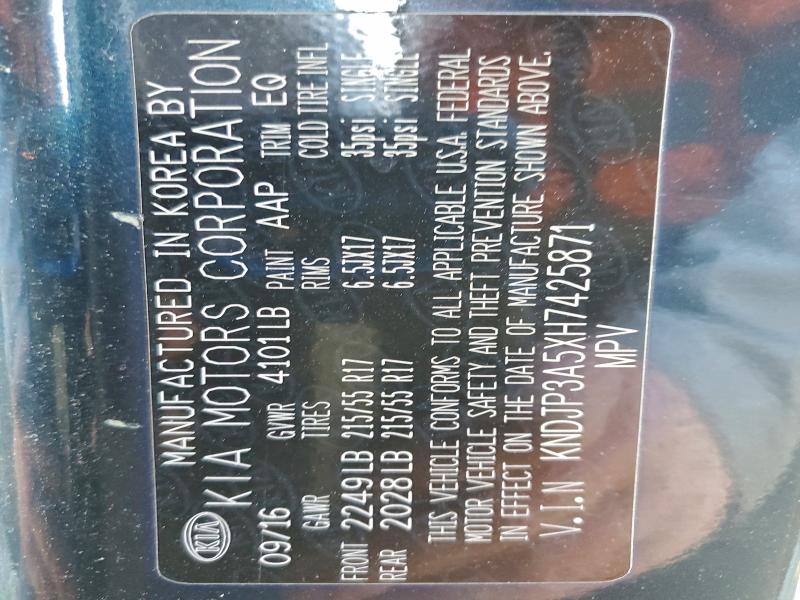 MANUFACTURED IN KOREA BY
KIA KIA MOTORS CORPORATION
09/16 GVWR 4101LB PAINT AAP TRIM EQ
GAWR TIRES RIMS COLD TIRE INFL
FRONT 2249LB 215/55 R17 6.5JX17 35psi SINGLE
REAR 2028LB 215/55 R17 6.5JX17 35psi SINGLE
THIS VEHICLE CONFORMS TO ALL APPLICABLE U.S.A. FEDERAL
MOTOR VEHICLE SAFETY AND THEFT PREVENTION STANDARDS
IN EFFECT ON THE DATE OF MANUFACTURE SHOWN ABOVE.
V.I.N KNDJP3A5XH7425871
MPV